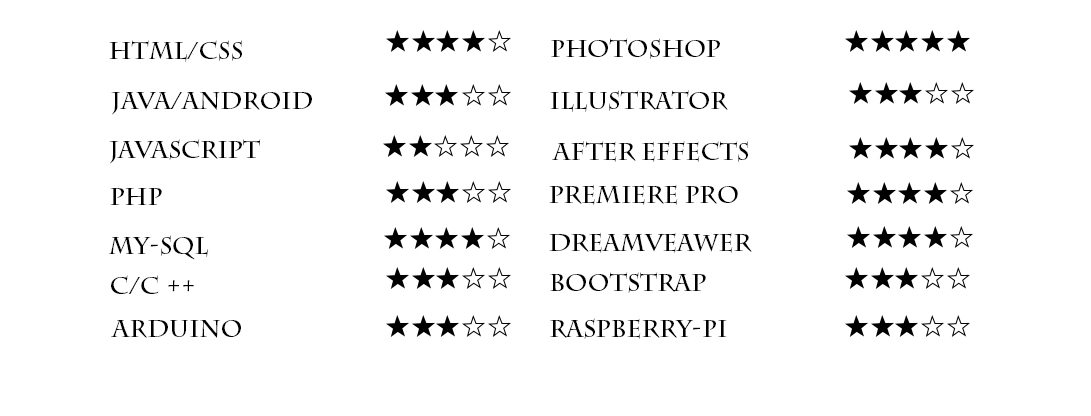 HTML/CSS ★★★★☆ PHOTOSHOP ★★★★★
JAVA/ANDROID ★★★☆☆ ILLUSTRATOR ★★★☆☆
JAVASCRIPT ★★☆☆☆ AFTER EFFECTS ★★★★☆
PHP ★★★☆☆ PREMIERE PRO ★★★★☆
MY-SQL ★★★★☆ DREAMVEAWER ★★★★☆
C/C ++ ★★★☆☆ BOOTSTRAP ★★★☆☆
ARDUINO ★★★☆☆ RASPBERRY-PI ★★★☆☆